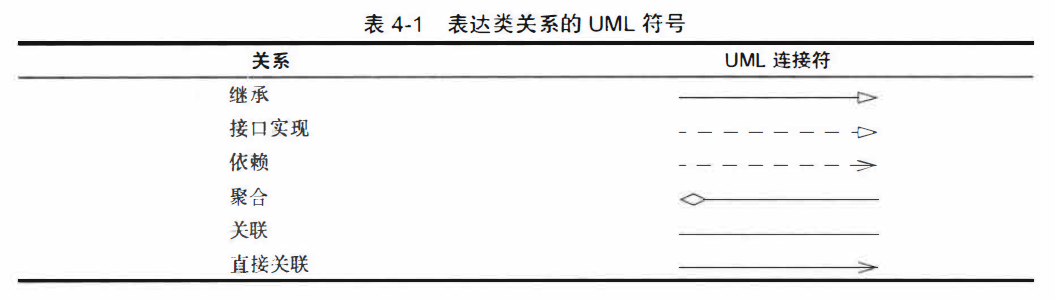 表 4-1 表达类关系的 UML 符号
关系 UML 连接符
继承
接口实现
依赖
聚合
关联
直接关联